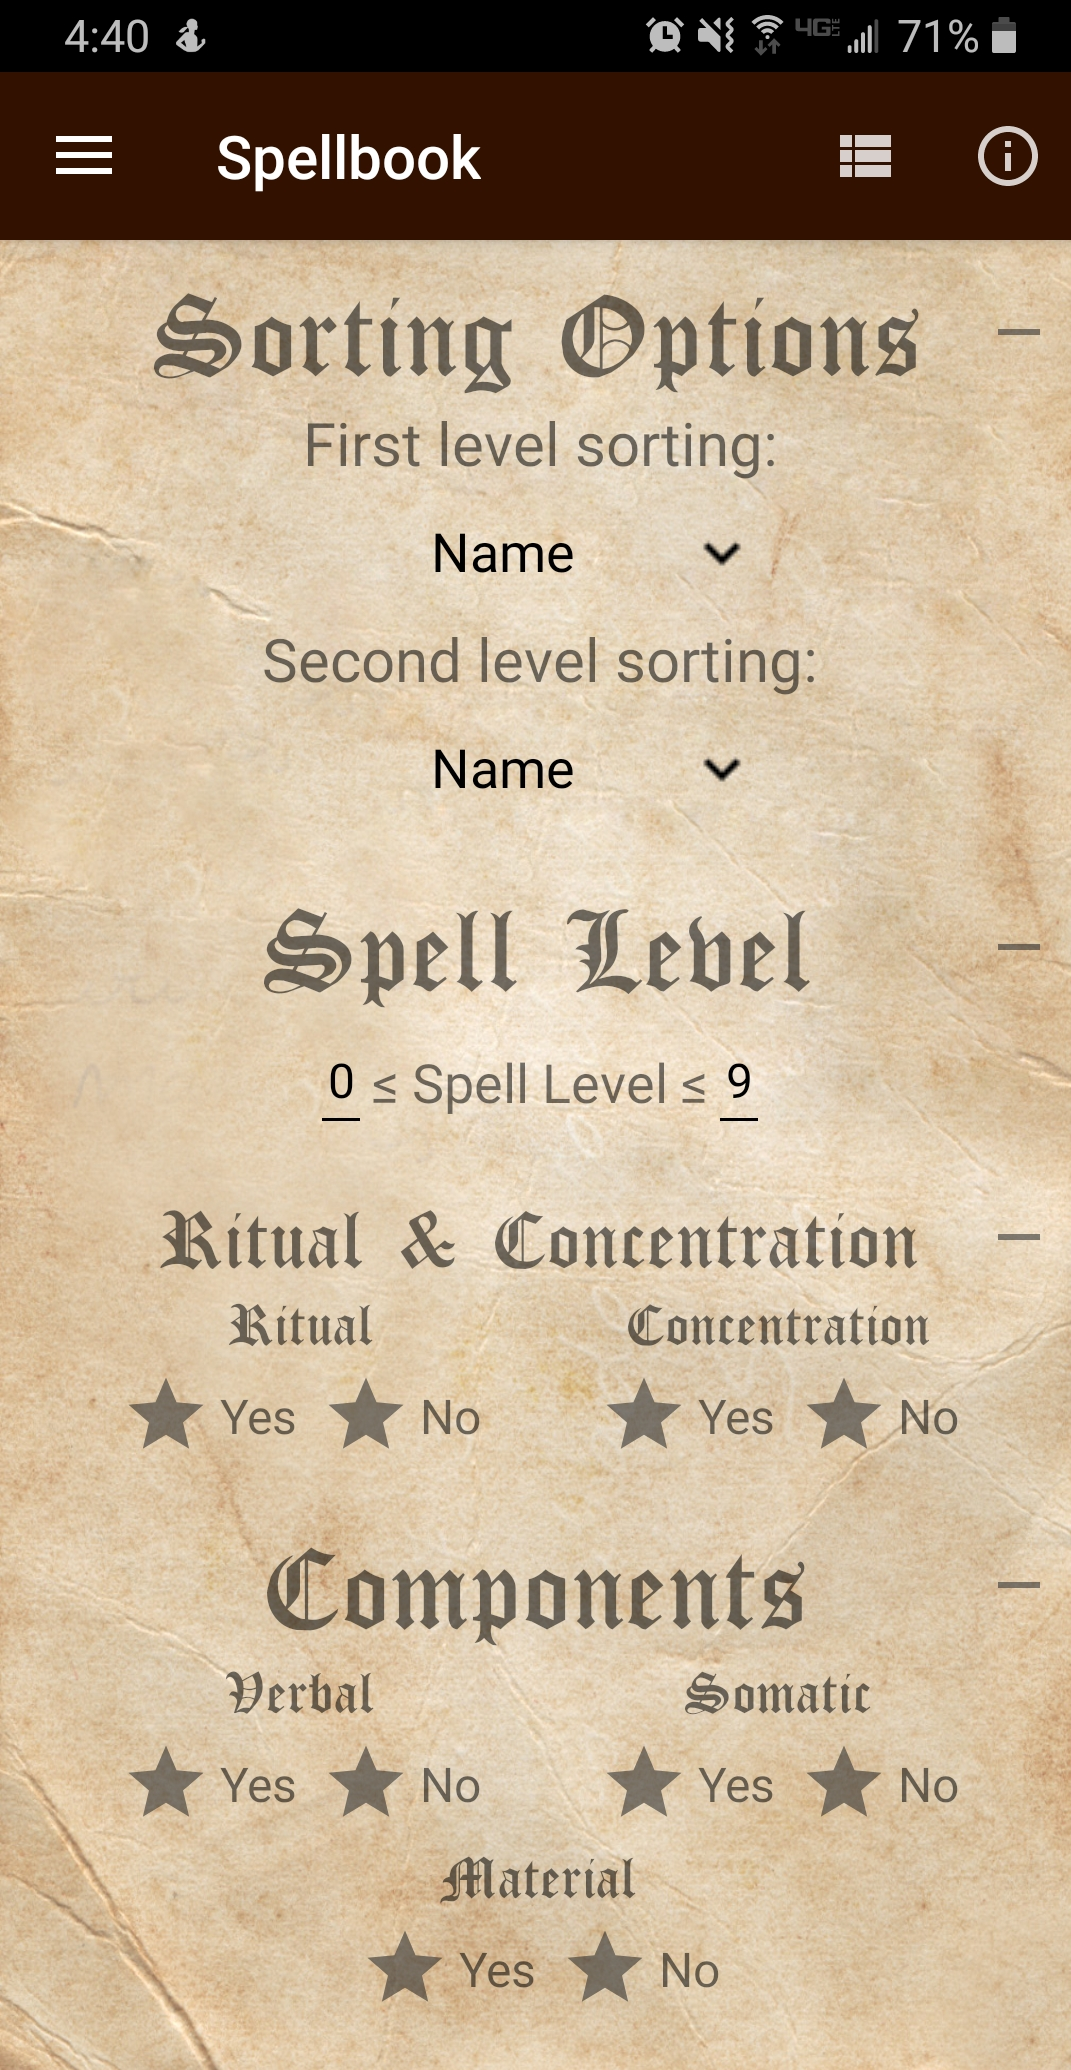 4:40 4G LTE 71%
Spellbook
Sorting Options
First level sorting:
Name
Second level sorting:
Name
Spell Level
0 ≤ Spell Level ≤ 9
Ritual & Concentration
Ritual Concentration
Yes No Yes No
Components
Verbal Somatic
Yes No Yes No
Material
Yes No